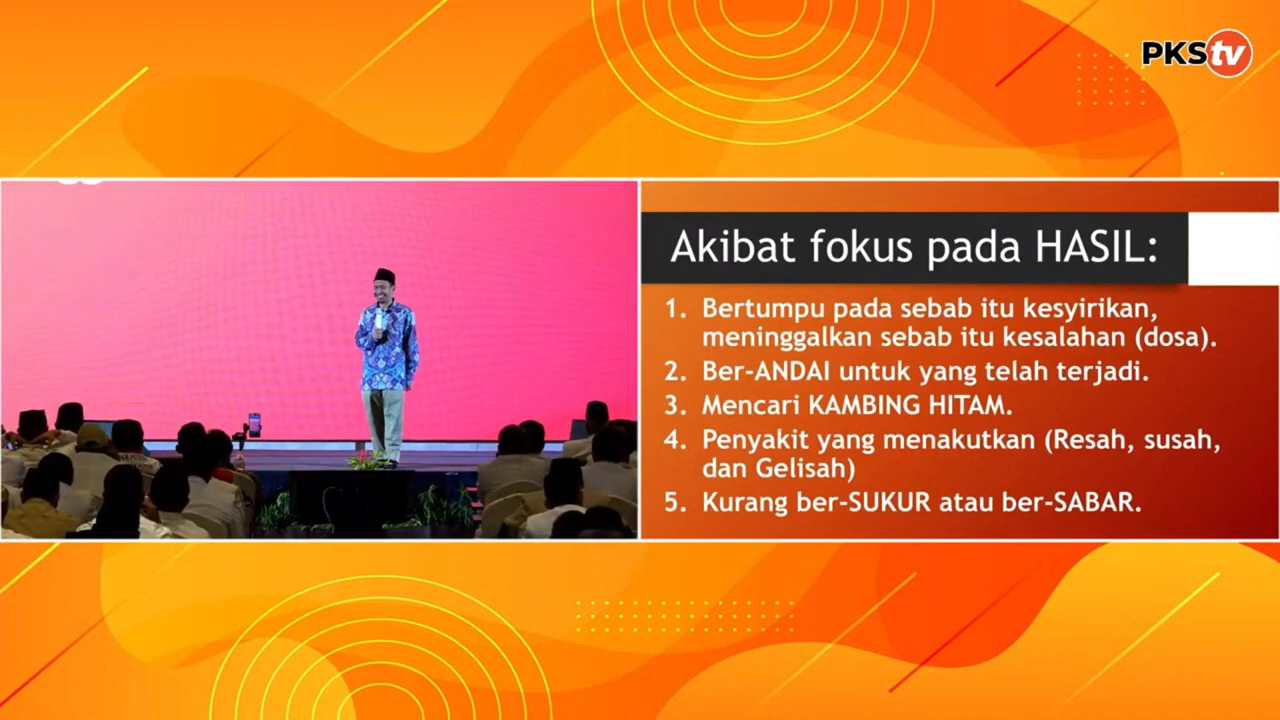 PKStv
Akibat fokus pada HASIL:
1. Bertumpu pada sebab itu kesyirikan,
meninggalkan sebab itu kesalahan (dosa).
2. Ber-ANDAI untuk yang telah terjadi.
3. Mencari KAMBING HITAM.
4. Penyakit yang menakutkan (Resah, susah,
dan Gelisah)
5. Kurang ber-SUKUR atau ber-SABAR.